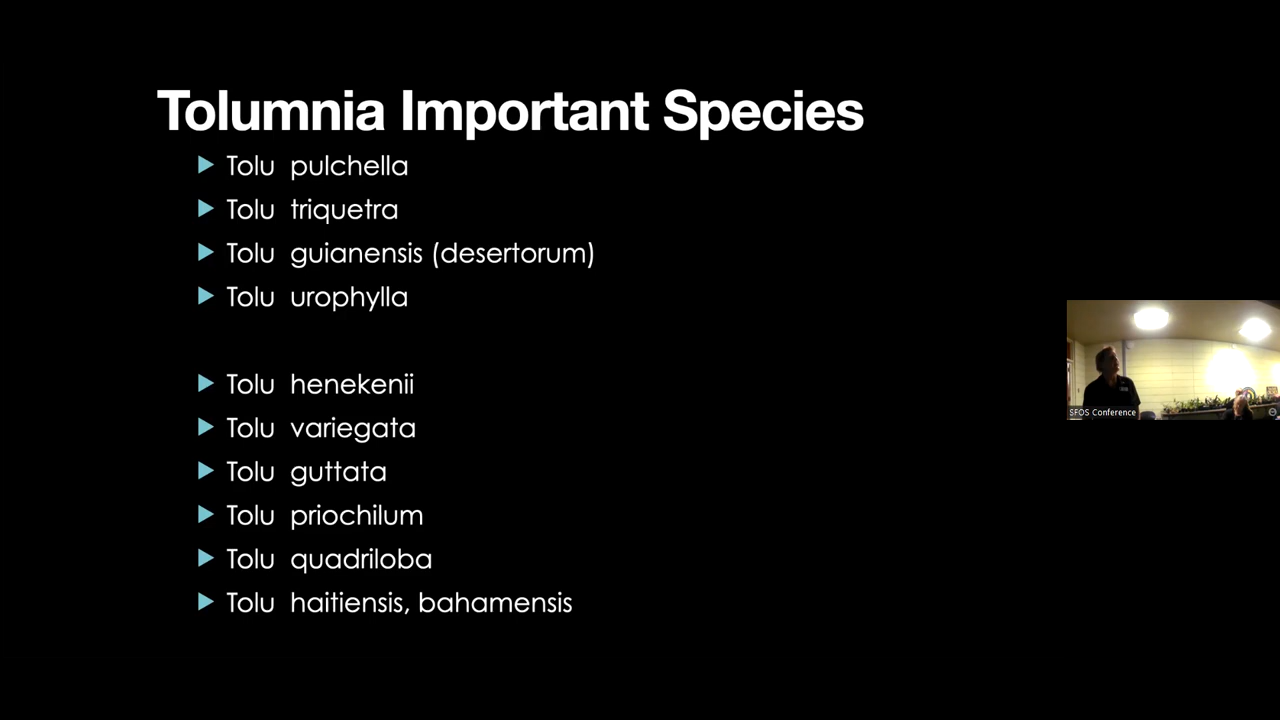 Tolumnia Important Species
Tolu pulchella
Tolu triquetra
Tolu guianensis (desertorum)
Tolu urophylla
Tolu henekenii
Tolu variegata
Tolu guttata
Tolu priochilum
Tolu quadriloba
Tolu haitiensis, bahamensis
SFOS Conference